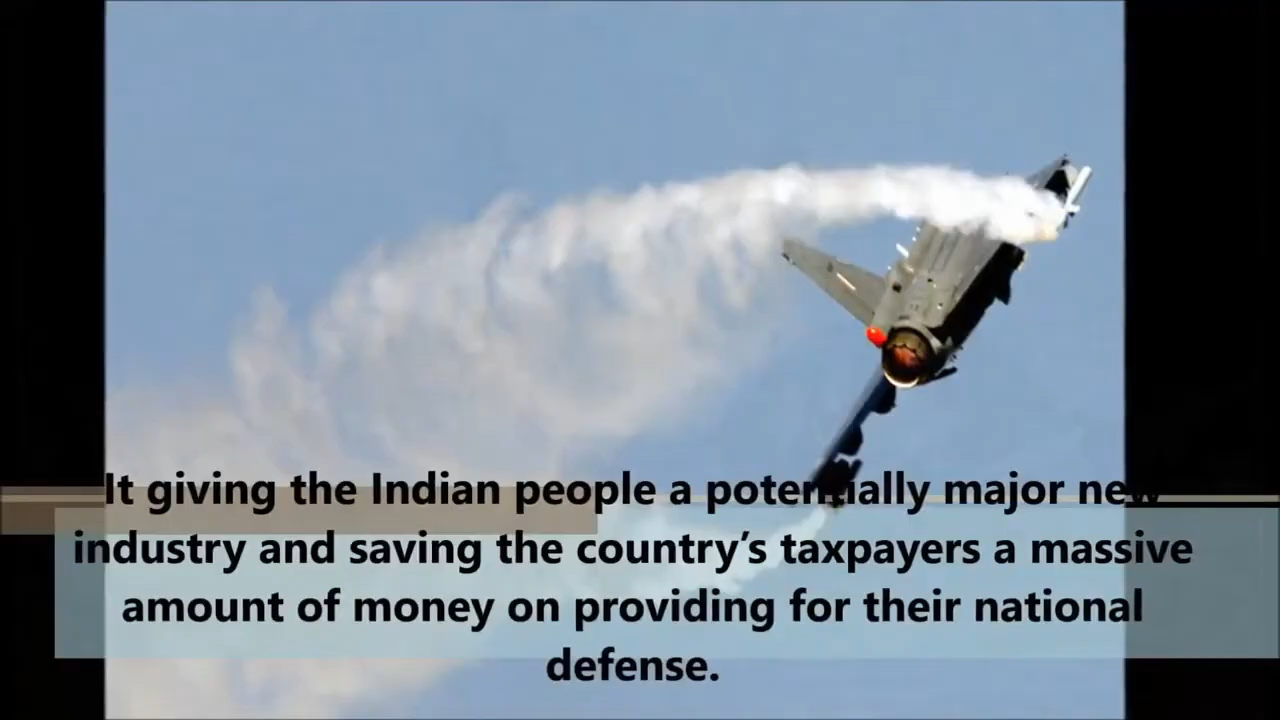 It giving the Indian people a potentially major new
industry and saving the country’s taxpayers a massive
amount of money on providing for their national
defense.